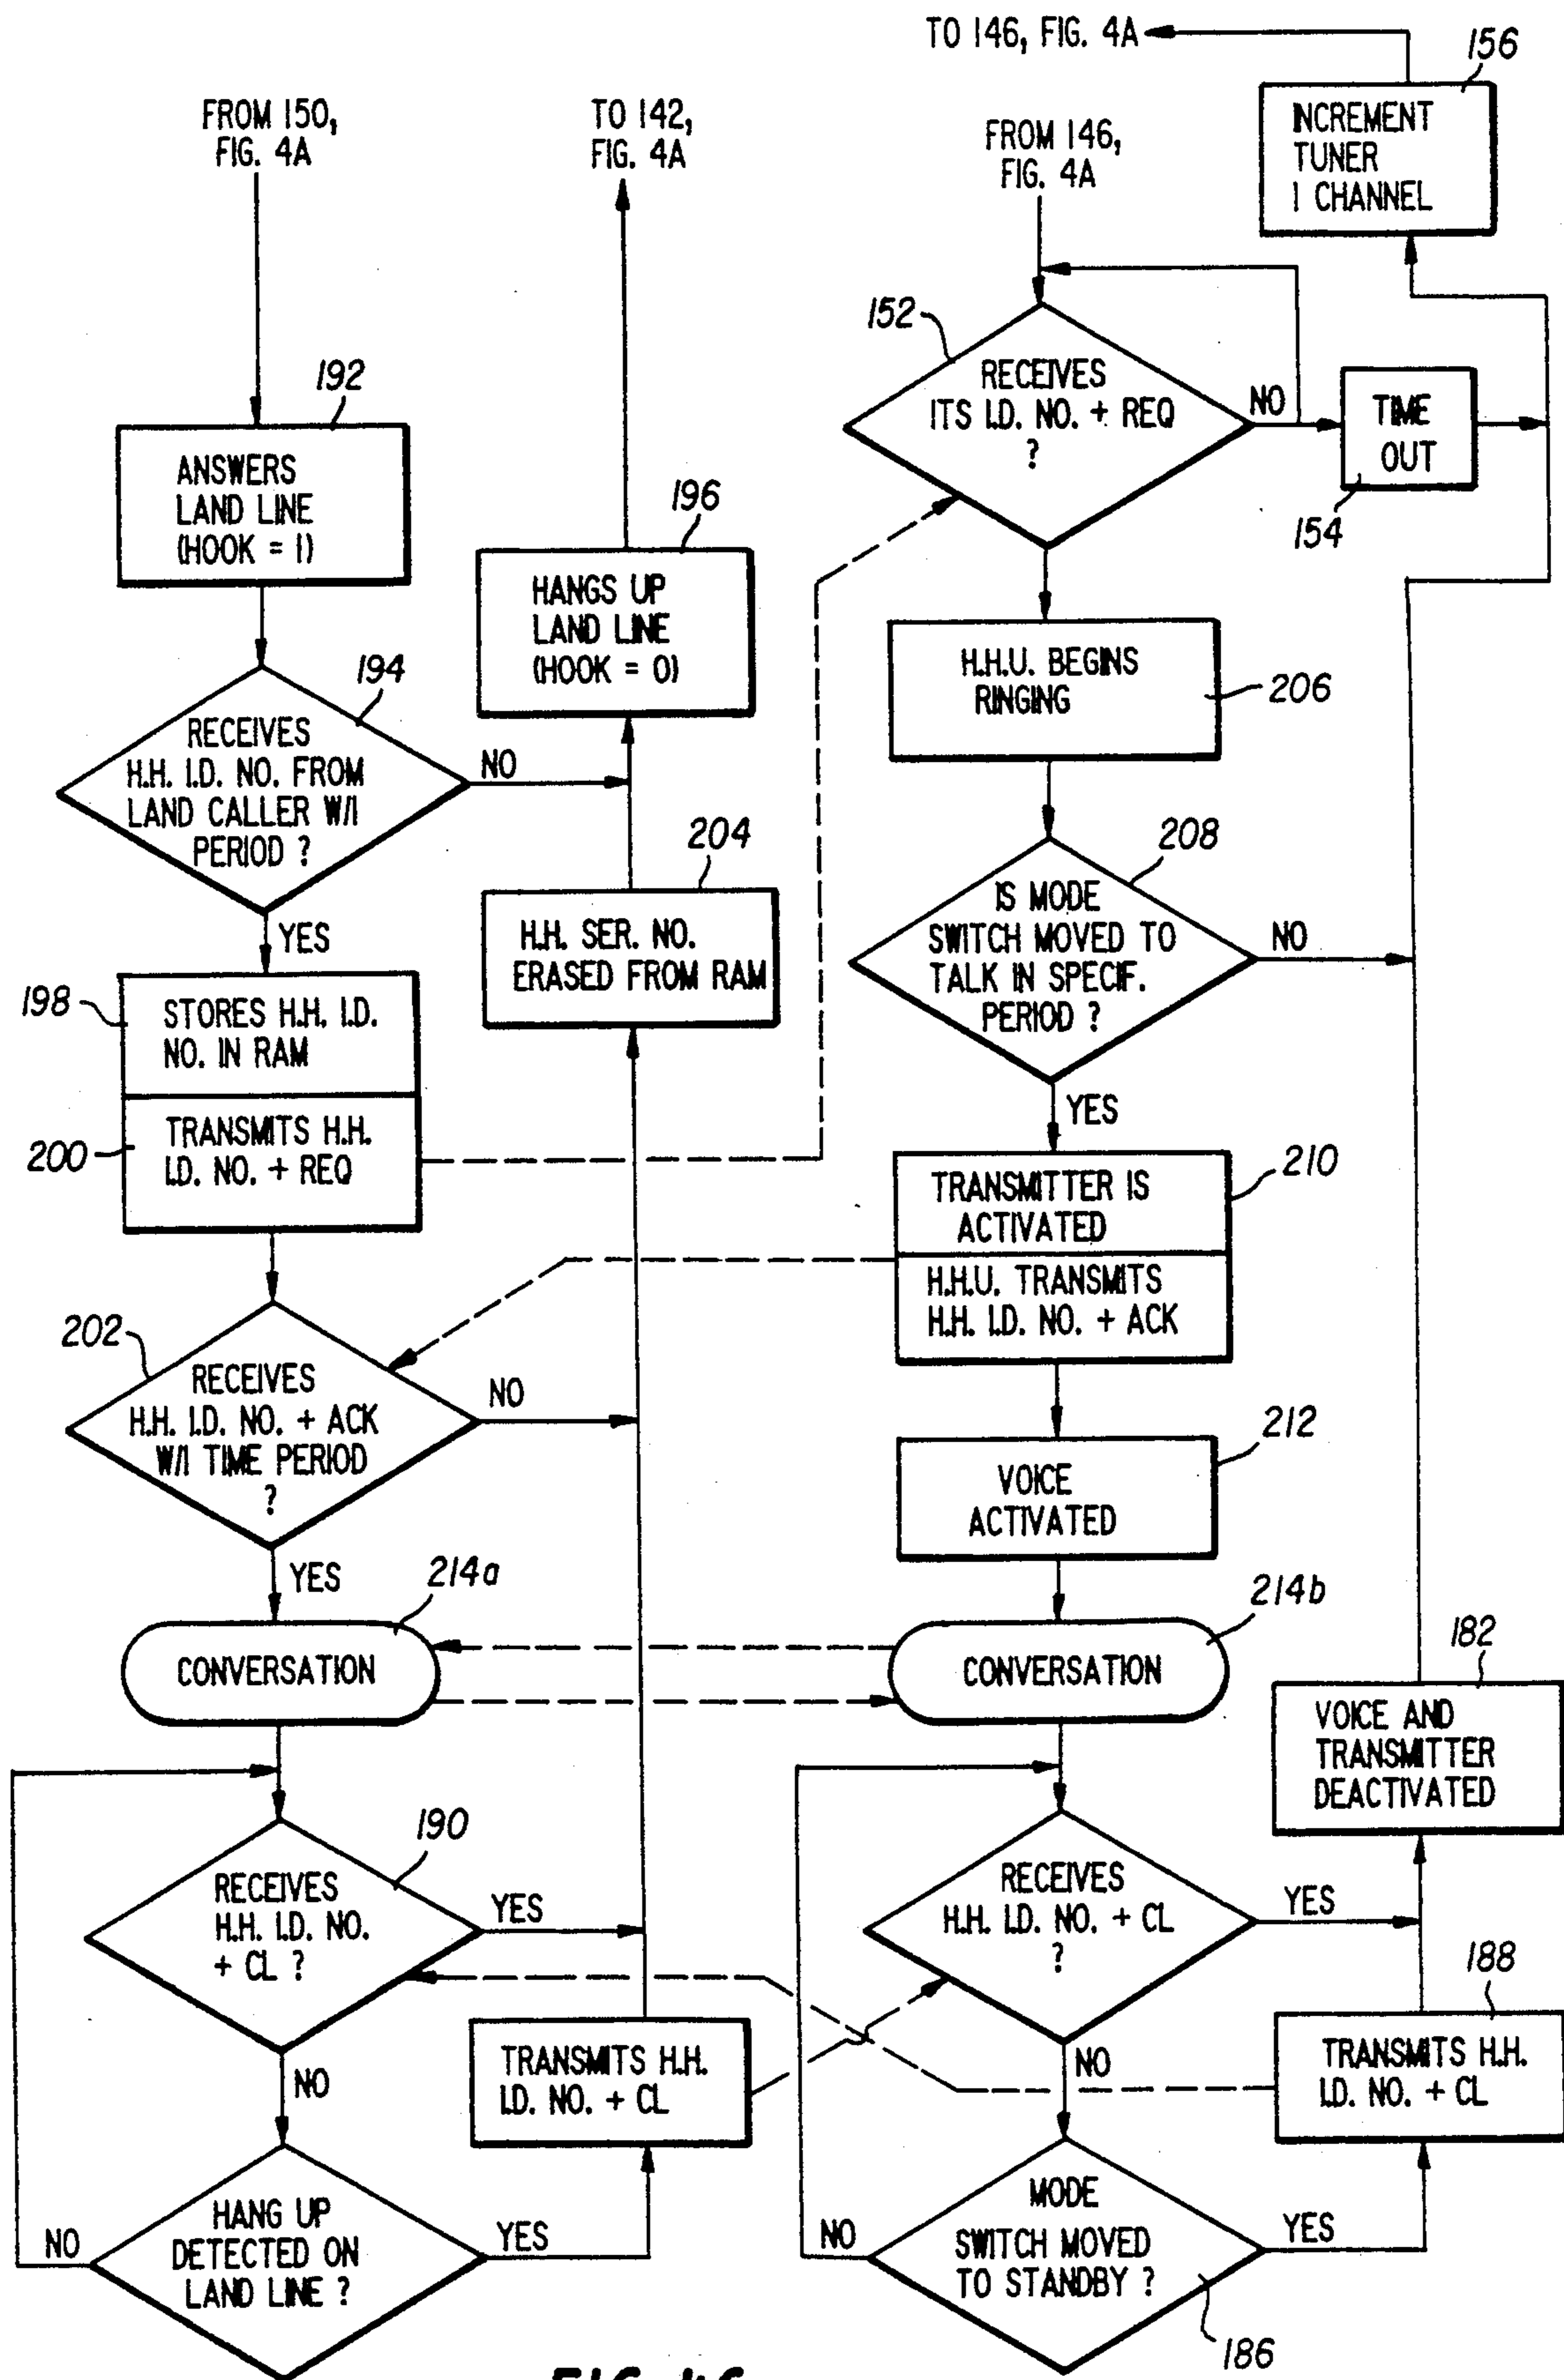 TO 146, FIG. 4A
156
INCREMENT
TUNER
1 CHANNEL
FROM 150,
FIG. 4A
TO 142,
FIG. 4A
FROM 146,
FIG. 4A
192
ANSWERS
LAND LINE
(HOOK = 1)
152
RECEIVES
ITS I.D. NO. + REQ
?
NO
TIME
OUT
154
196
HANGS UP
LAND LINE
(HOOK = 0)
194
RECEIVES
H.H. I.D. NO. FROM
LAND CALLER W/I
PERIOD ?
NO
YES
H.H.U. BEGINS
RINGING
206
204
H.H. SER. NO.
ERASED FROM RAM
208
IS MODE
SWITCH MOVED TO
TALK IN SPECIF.
PERIOD ?
NO
YES
198
STORES H.H. I.D.
NO. IN RAM
200
TRANSMITS H.H.
I.D. NO. + REQ
210
TRANSMITTER IS
ACTIVATED
H.H.U. TRANSMITS
H.H. I.D. NO. + ACK
202
RECEIVES
H.H. I.D. NO. + ACK
W/I TIME PERIOD
?
NO
YES
212
VOICE
ACTIVATED
214a
CONVERSATION
214b
CONVERSATION
182
VOICE AND
TRANSMITTER
DEACTIVATED
190
RECEIVES
H.H. I.D. NO.
+ CL ?
YES
NO
RECEIVES
H.H. I.D. NO. + CL
?
YES
NO
188
TRANSMITS H.H.
I.D. NO. + CL
TRANSMITS H.H.
I.D. NO. + CL
HANG UP
DETECTED ON
LAND LINE ?
NO
YES
MODE
SWITCH MOVED
TO STANDBY ?
NO
YES
186